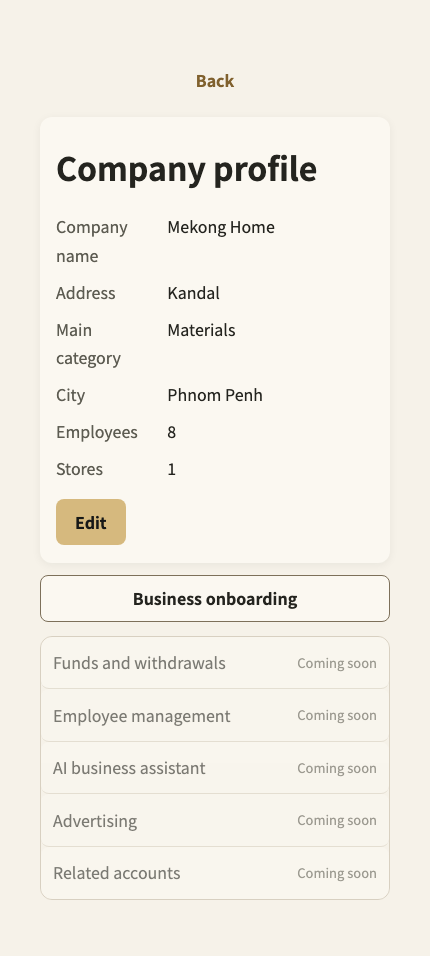 Back
Company profile
Company name
Mekong Home
Address
Kandal
Main category
Materials
City
Phnom Penh
Employees
8
Stores
1
Edit
Business onboarding
Funds and withdrawals
Coming soon
Employee management
Coming soon
AI business assistant
Coming soon
Advertising
Coming soon
Related accounts
Coming soon